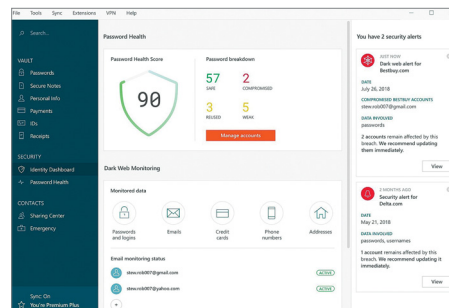 File Tools Sync Extensions VPN Help
Search...
VAULT
Passwords
Secure Notes
Personal Info
Payments
IDs
Receipts
SECURITY
Identity Dashboard
Password Health
CONTACTS
Sharing Center
Emergency
Sync On
You're Premium Plus
Password Health
Password Health Score
90
Password breakdown
57 2
SAFE COMPROMISED
3 5
REUSED WEAK
Manage accounts
Dark Web Monitoring
Monitored data
Passwords and logins
Emails
Credit cards
Phone numbers
Addresses
Email monitoring status
stew.rob007@gmail.com ACTIVE
stew.rob007@yahoo.com ACTIVE
You have 2 security alerts
JUST NOW
Dark web alert for
Bestbuy.com
DATE
July 26, 2018
COMPROMISED BESTBUY ACCOUNTS
stew.rob007@gmail.com
DATA INVOLVED
passwords
2 accounts remain affected by this
breach. We recommend updating
them immediately.
View
3 MONTHS AGO
Security alert for
Delta.com
DATE
May 21, 2018
DATA INVOLVED
passwords, usernames
1 account remains affected by this
breach. We recommend updating it
immediately.
View